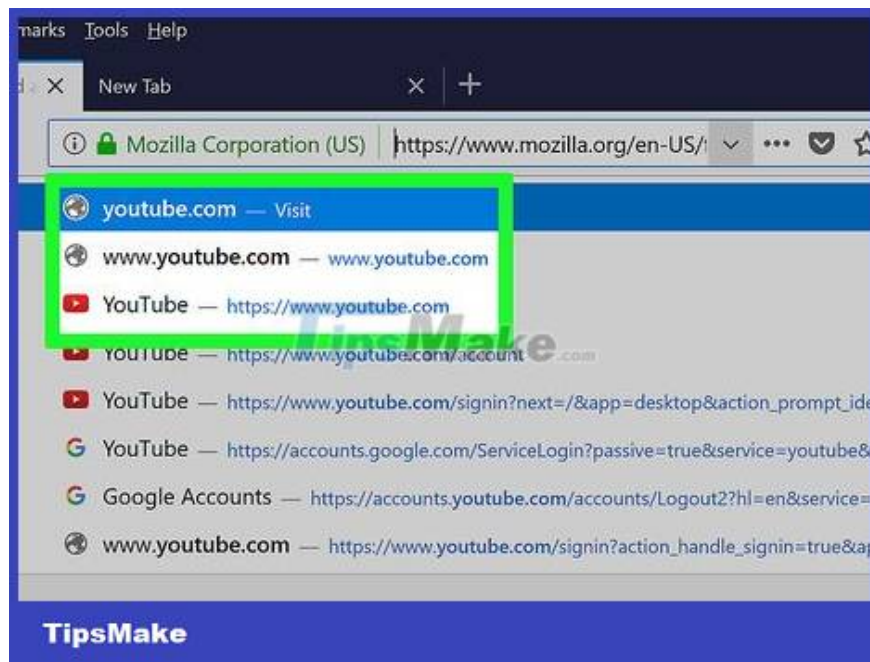 marks Tools Help
New Tab
Mozilla Corporation (US) https://www.mozilla.org/en-US/
youtube.com — Visit
www.youtube.com — www.youtube.com
YouTube — https://www.youtube.com
YouTube — https://www.youtube.com/account
TipsMake.com
YouTube — https://www.youtube.com/signin?next=/&app=desktop&action_prompt_ide
YouTube — https://accounts.google.com/ServiceLogin?passive=true&service=youtube&
Google Accounts — https://accounts.youtube.com/accounts/Logout2?hl=en&service=
www.youtube.com — https://www.youtube.com/signin?action_handle_signin=true&ap
TipsMake